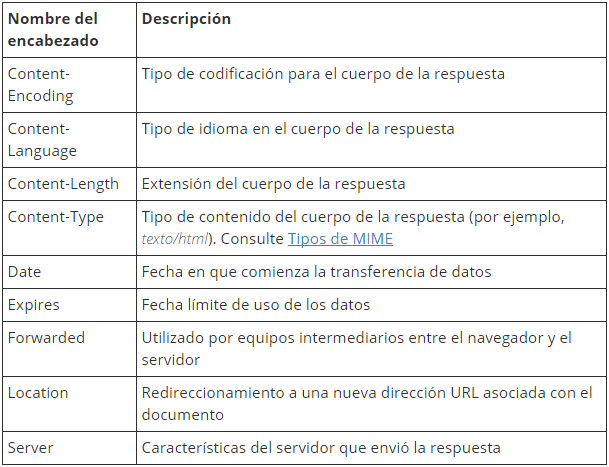 Nombre del encabezado Descripción
Content-Encoding Tipo de codificación para el cuerpo de la respuesta
Content-Language Tipo de idioma en el cuerpo de la respuesta
Content-Length Extensión del cuerpo de la respuesta
Content-Type Tipo de contenido del cuerpo de la respuesta (por ejemplo,
texto/html). Consulte Tipos de MIME
Date Fecha en que comienza la transferencia de datos
Expires Fecha límite de uso de los datos
Forwarded Utilizado por equipos intermediarios entre el navegador y el
servidor
Location Redireccionamiento a una nueva dirección URL asociada con el
documento
Server Características del servidor que envió la respuesta